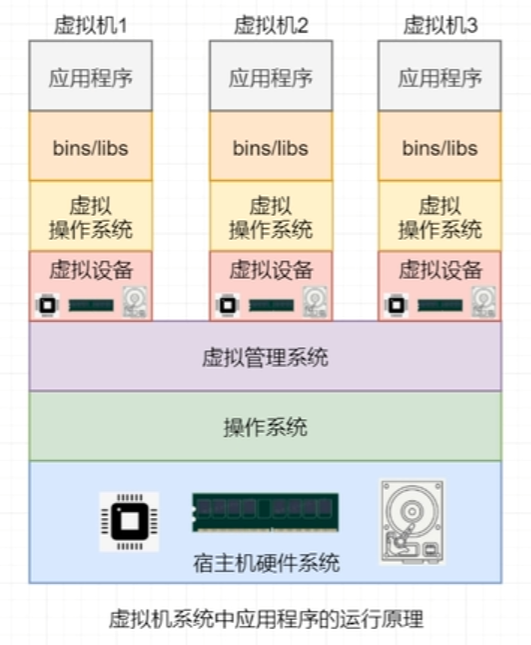 虚拟机1 虚拟机2 虚拟机3
应用程序 应用程序 应用程序
bins/libs bins/libs bins/libs
虚拟 虚拟 虚拟
操作系统 操作系统 操作系统
虚拟设备 虚拟设备 虚拟设备
虚拟管理系统
操作系统
宿主机硬件系统
虚拟机系统中应用程序的运行原理